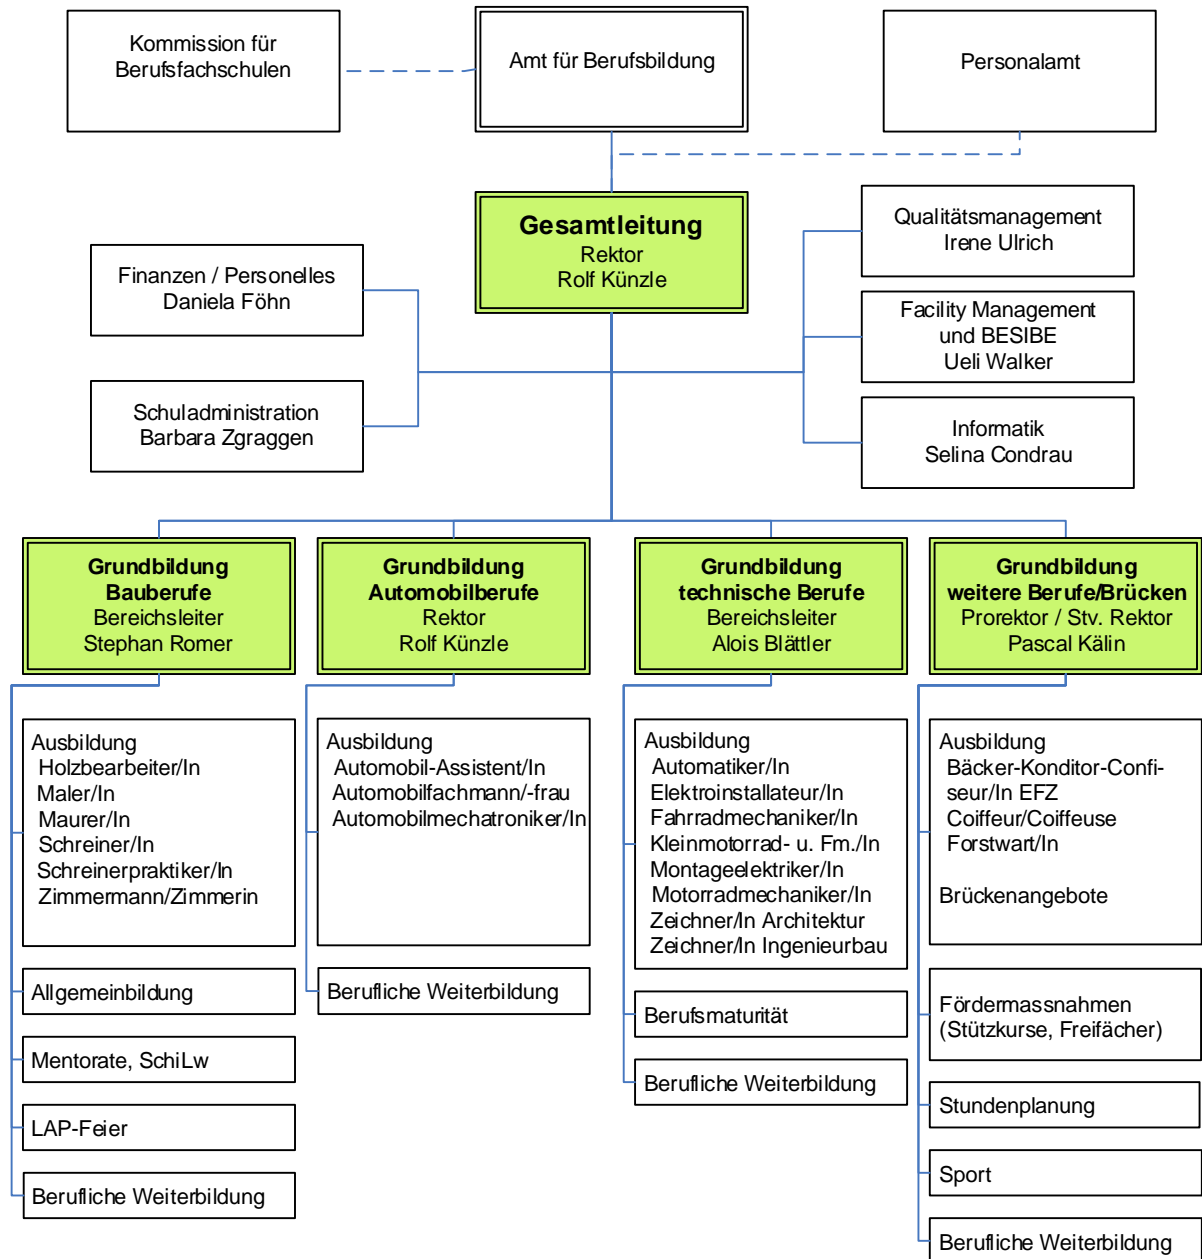 Kommission für
Berufsfachschulen
Amt für Berufsbildung
Personalamt
Gesamtleitung
Rektor
Rolf Künzle
Finanzen / Personelles
Daniela Föhn
Schuladministration
Barbara Zgraggen
Qualitätsmanagement
Irene Ulrich
Facility Management
und BESIBE
Ueli Walker
Informatik
Selina Condrau
Grundbildung
Bauberufe
Bereichsleiter
Stephan Romer
Ausbildung
Holzbearbeiter/In
Maler/In
Maurer/In
Schreiner/In
Schreinerpraktiker/In
Zimmermann/Zimmerin
Allgemeinbildung
Mentorate, SchiLw
LAP-Feier
Berufliche Weiterbildung
Grundbildung
Automobilberufe
Rektor
Rolf Künzle
Ausbildung
Automobil-Assistent/In
Automobilfachmann/-frau
Automobilmechatroniker/In
Berufliche Weiterbildung
Grundbildung
technische Berufe
Bereichsleiter
Alois Blättler
Ausbildung
Automatiker/In
Elektroinstallateur/In
Fahrradmechaniker/In
Kleinmotorrad- u. Fm./In
Montageelektriker/In
Motorradmechaniker/In
Zeichner/In Architektur
Zeichner/In Ingenieurbau
Berufsmaturität
Berufliche Weiterbildung
Grundbildung
weitere Berufe/Brücken
Prorektor / Stv. Rektor
Pascal Kälin
Ausbildung
Bäcker-Konditor-Confi-
seur/In EFZ
Coiffeur/Coiffeuse
Forstwart/In
Brückenangebote
Fördermassnahmen
(Stützkurse, Freifächer)
Stundenplanung
Sport
Berufliche Weiterbildung